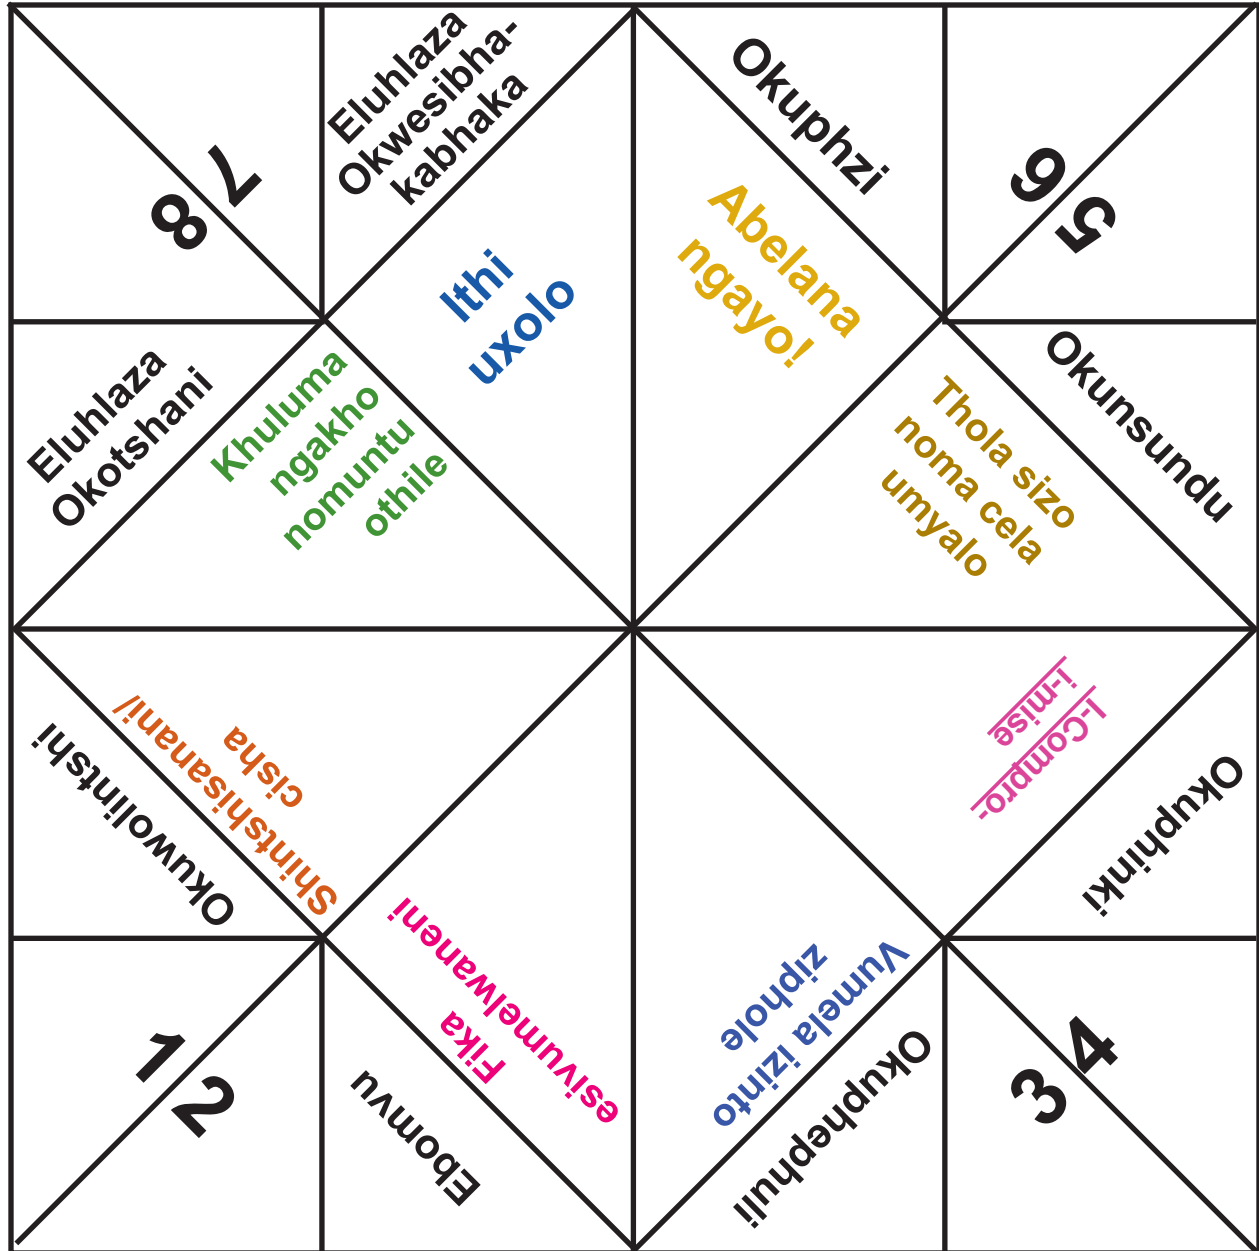 7
8
Eluhlaza
Okwesibha-
kabhaka
Okuphzi
6
5
Ithi
uxolo
Abelana
ngayo!
Eluhlaza
Okotshani
Khuluma
ngakho
nomuntu
othile
Thola sizo
noma cela
umyalo
Okunsundu
Okuwolintshi
Shintshisanani/
cisha
I-Compro-
i-mise
Okuphinki
1
2
Ebomvu
Fika
esivumelwaneni
Vumela izinto
ziphole
Okuphephuli
3
4